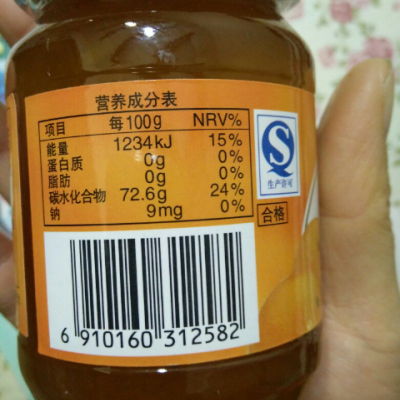 营养成分表
项目 每100g NRV%
能量 1234kJ 15%
蛋白质 0g 0%
脂肪 0g 0%
碳水化合物 72.6g 24%
钠 9mg 0%
生产许可
合格
6 910160 312582